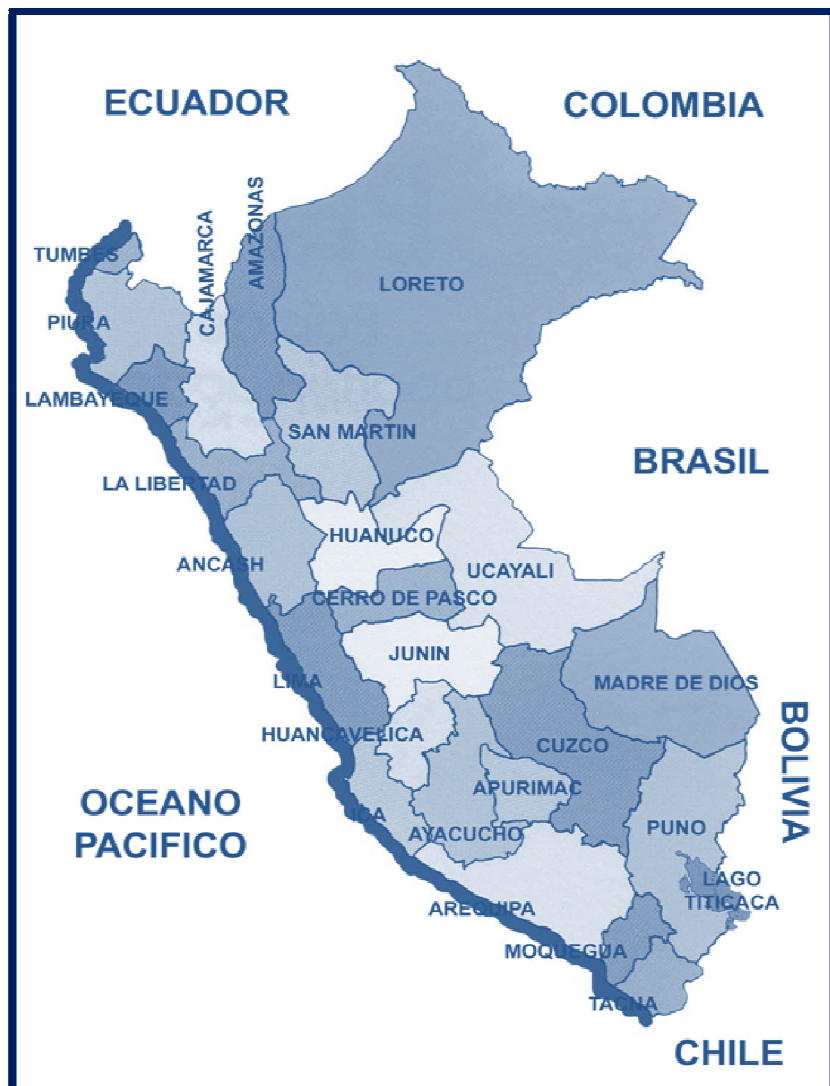 ECUADOR
COLOMBIA
CAJAMARCA
AMAZONAS
TUMBES
LORETO
PIURA
LAMBAYEQUE
SAN MARTIN
BRASIL
LA LIBERTAD
HUANUCO
ANCASH
UCAYALI
CERRO DE PASCO
JUNIN
LIMA
MADRE DE DIOS
HUANCAVELICA
CUZCO
BOLIVIA
APURIMAC
OCEANO
PACIFICO
ICA
AYACUCHO
PUNO
LAGO
TITICACA
AREQUIPA
MOQUEGUA
TACNA
CHILE